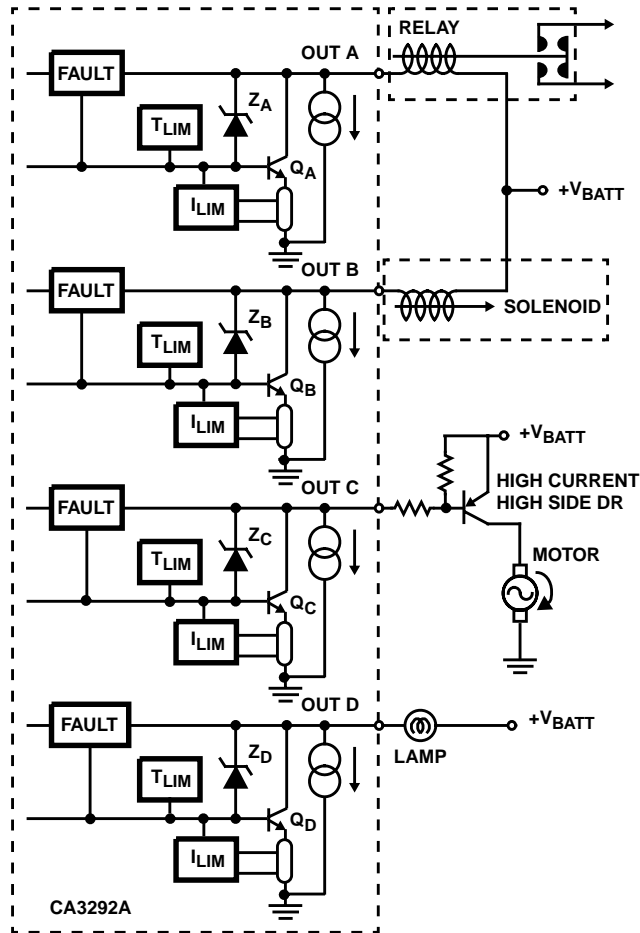 RELAY
OUT A
FAULT
ZA
TLIM
QA
ILIM
+VBATT
OUT B
FAULT
ZB
TLIM
SOLENOID
QB
ILIM
+VBATT
OUT C
HIGH CURRENT
HIGH SIDE DR
FAULT
ZC
TLIM
MOTOR
QC
ILIM
OUT D
FAULT
+VBATT
ZD
LAMP
TLIM
QD
ILIM
CA3292A